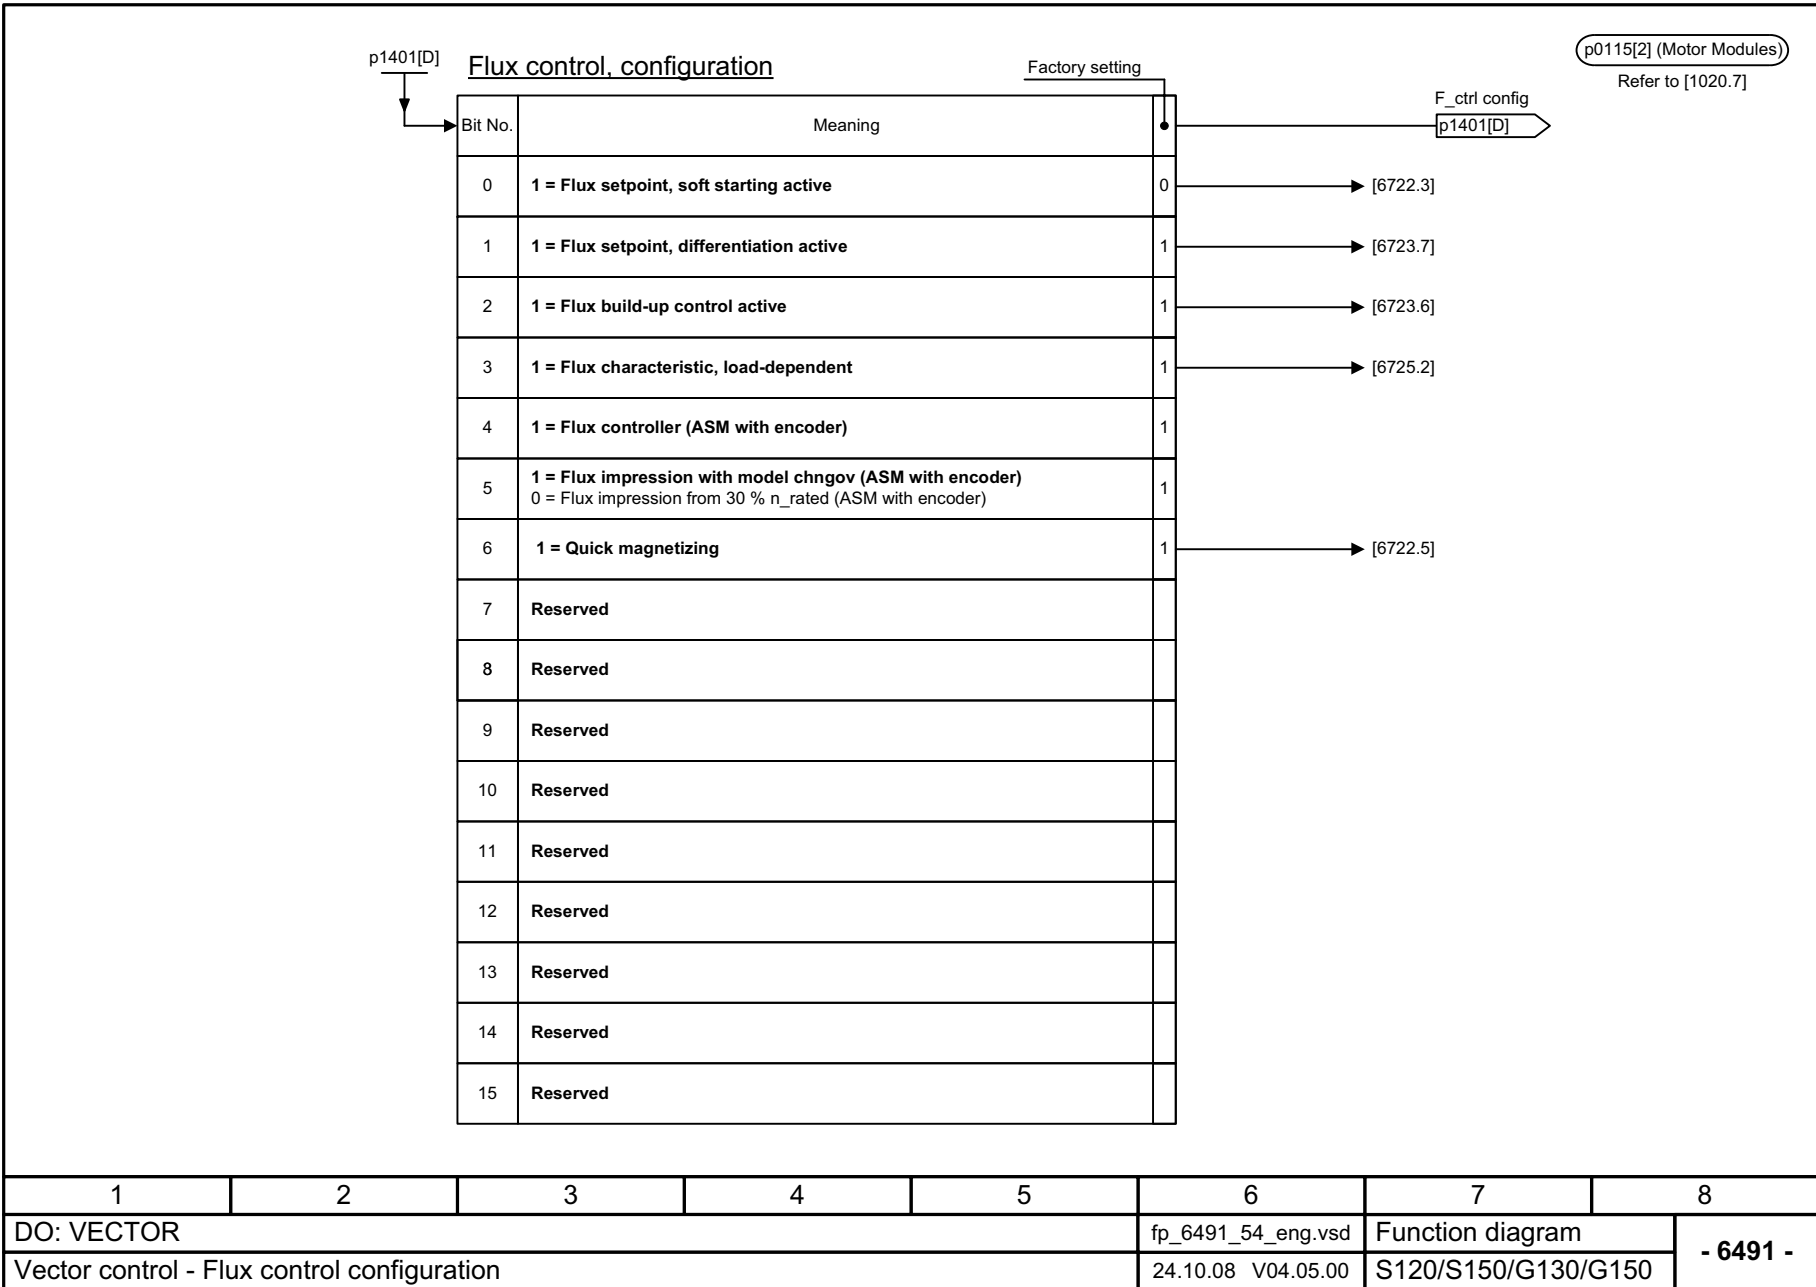 p1401[D]
Flux control, configuration
Factory setting
p0115[2] (Motor Modules)
Refer to [1020.7]
F_ctrl config
p1401[D]
Bit No. Meaning
0 1 = Flux setpoint, soft starting active 0 [6722.3]
1 1 = Flux setpoint, differentiation active 1 [6723.7]
2 1 = Flux build-up control active 1 [6723.6]
3 1 = Flux characteristic, load-dependent 1 [6725.2]
4 1 = Flux controller (ASM with encoder) 1
5 1 = Flux impression with model chngov (ASM with encoder) 1
0 = Flux impression from 30 % n_rated (ASM with encoder)
6 1 = Quick magnetizing 1 [6722.5]
7 Reserved
8 Reserved
9 Reserved
10 Reserved
11 Reserved
12 Reserved
13 Reserved
14 Reserved
15 Reserved
1 2 3 4 5 6 7 8
DO: VECTOR fp_6491_54_eng.vsd Function diagram
- 6491 -
Vector control - Flux control configuration 24.10.08 V04.05.00 S120/S150/G130/G150